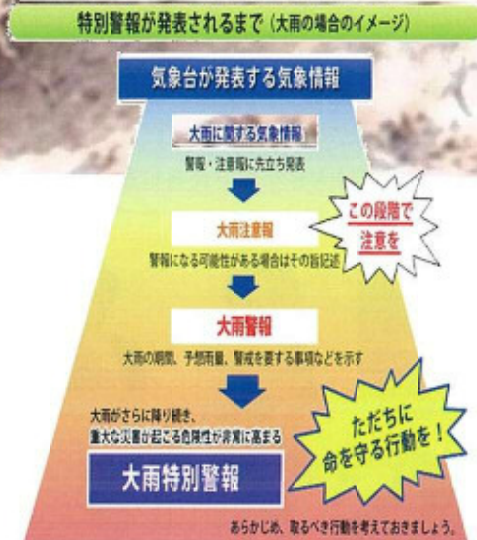 特別警報が発表されるまで（大雨の場合のイメージ）
気象台が発表する気象情報
大雨に関する気象情報
警報・注意報に先立ち発表
大雨注意報
この段階で
注意を
警報になる可能性がある場合はその旨記述
大雨警報
大雨の期間、予想雨量、警戒を要する事項などを示す
大雨がさらに降り続き、
重大な災害が起こる危険性が非常に高まる
ただちに
命を守る行動を！
大雨特別警報
あらかじめ、取るべき行動を考えておきましょう。